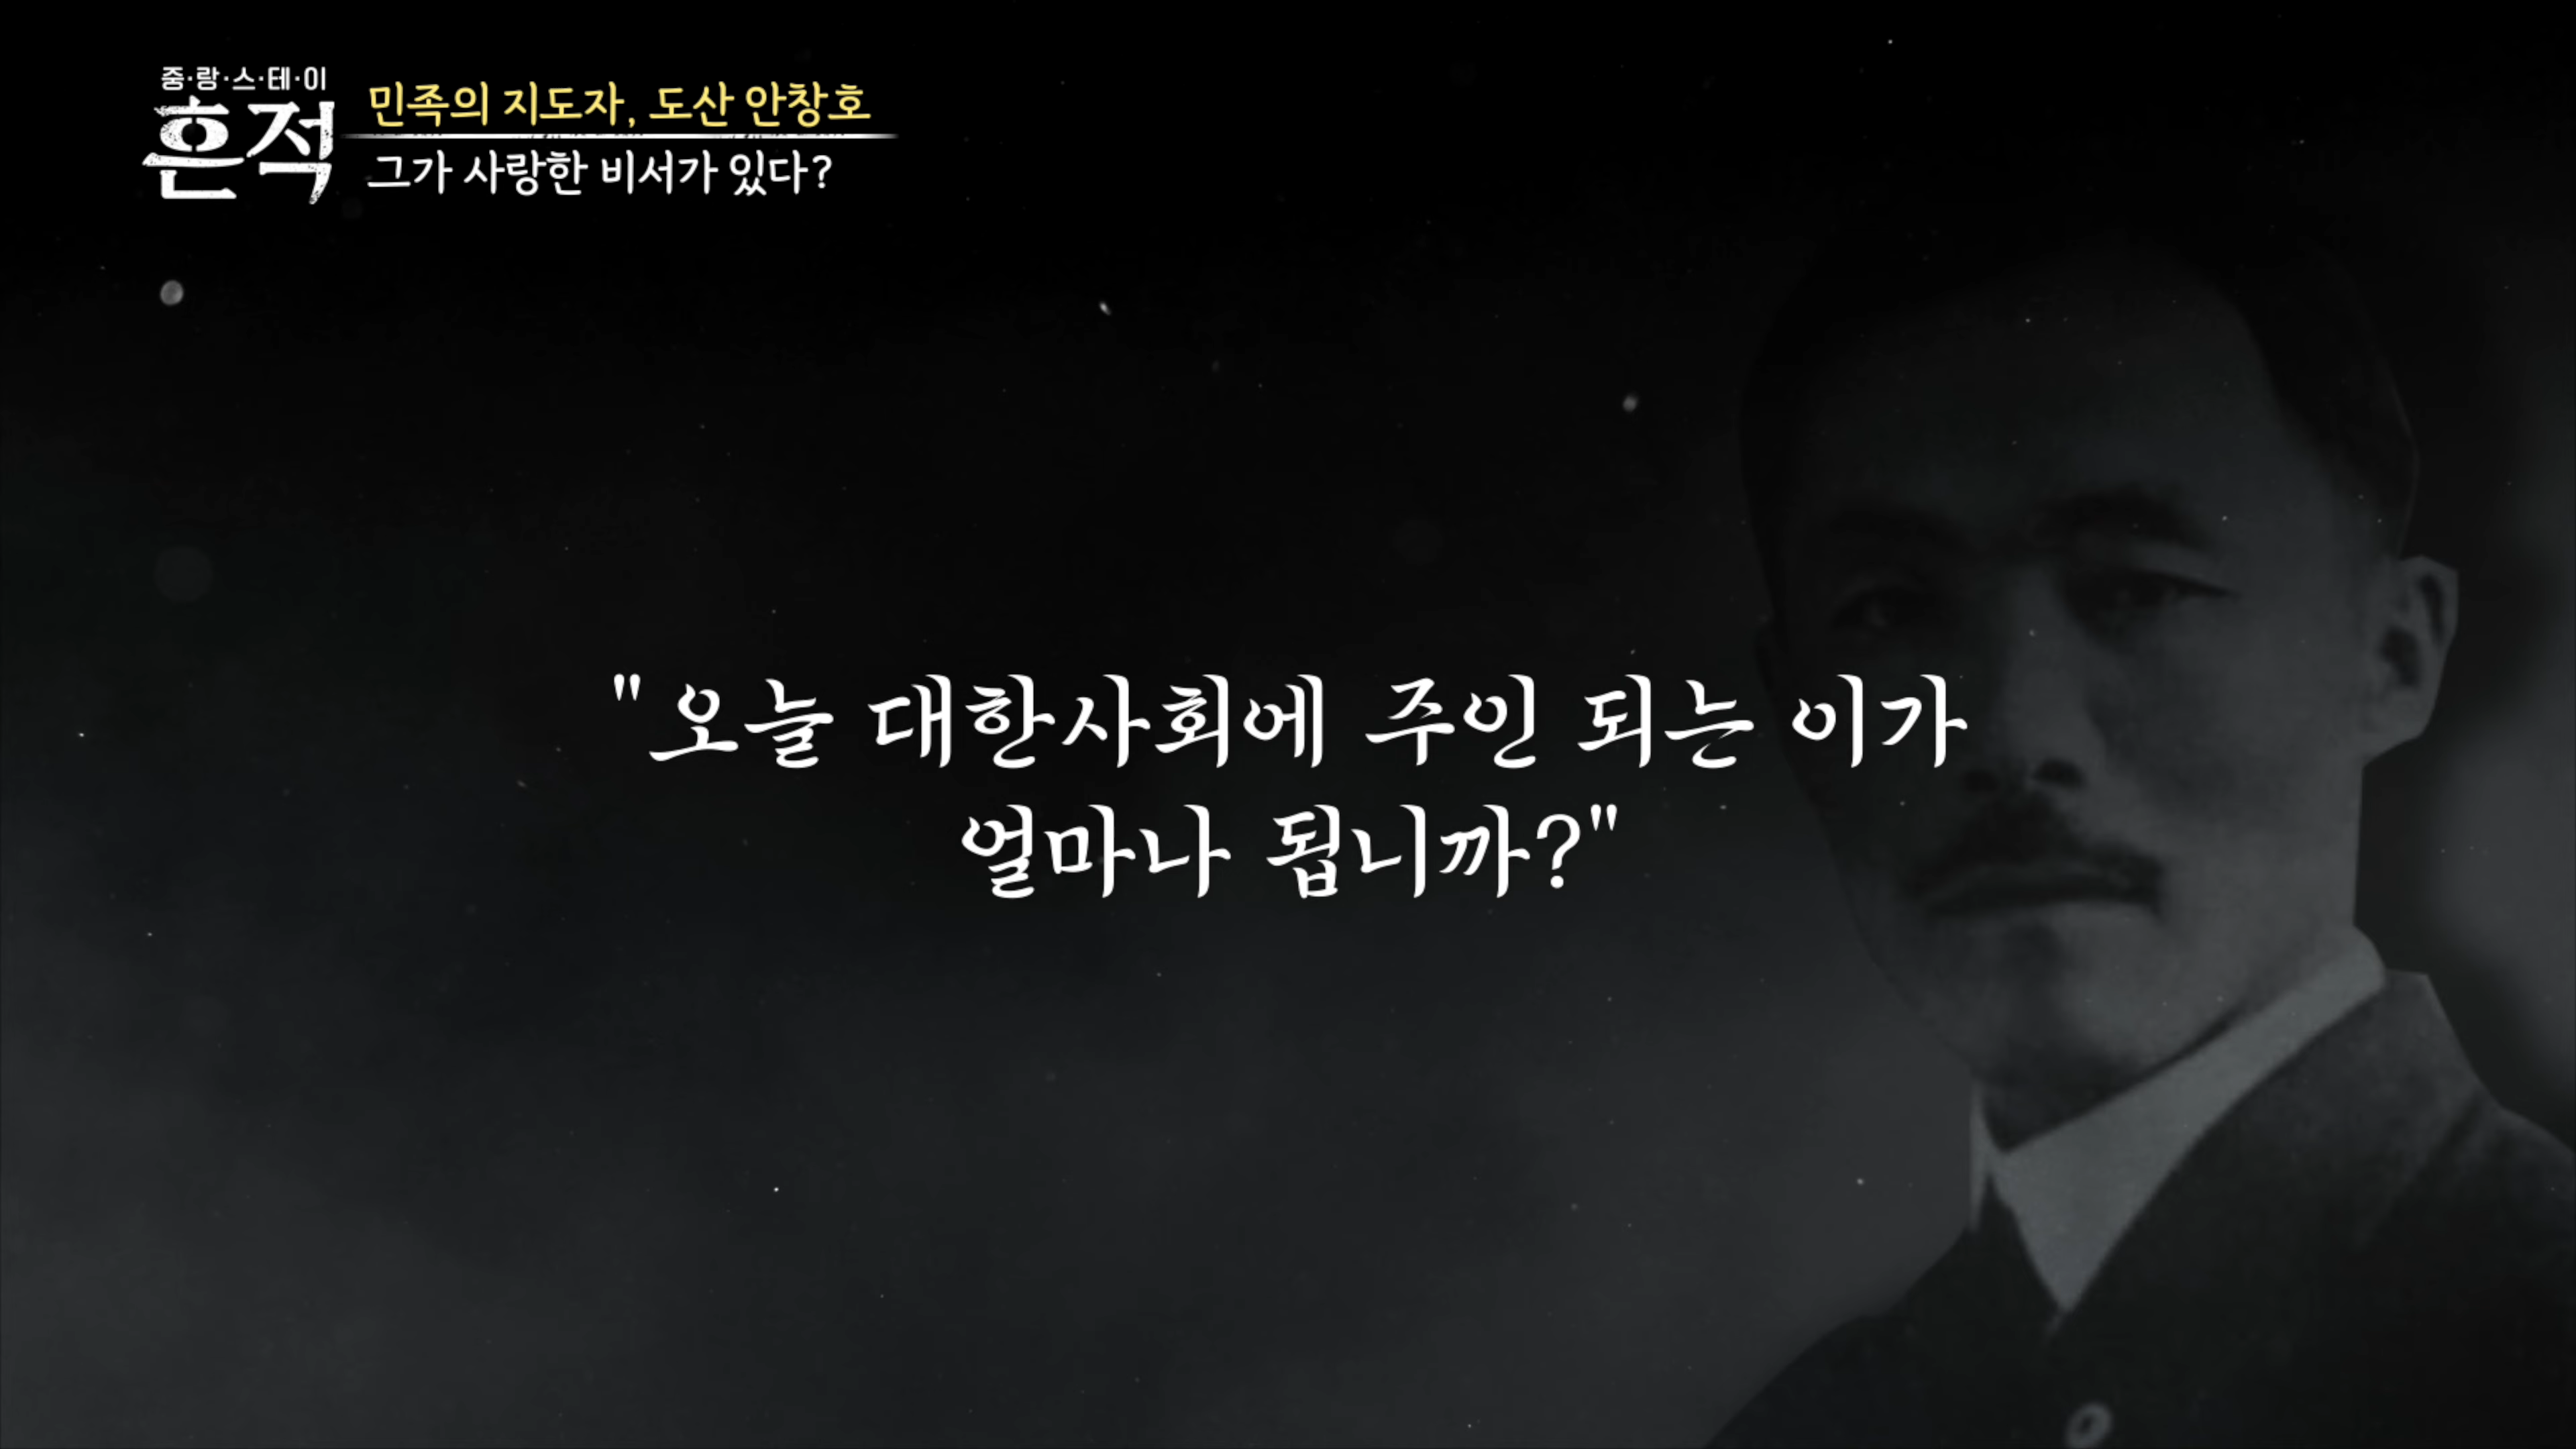 중·랑·스·테·이
흔적
민족의 지도자, 도산 안창호
그가 사랑한 비서가 있다?
"오늘 대한사회에 주인 되는 이가
얼마나 됩니까?"